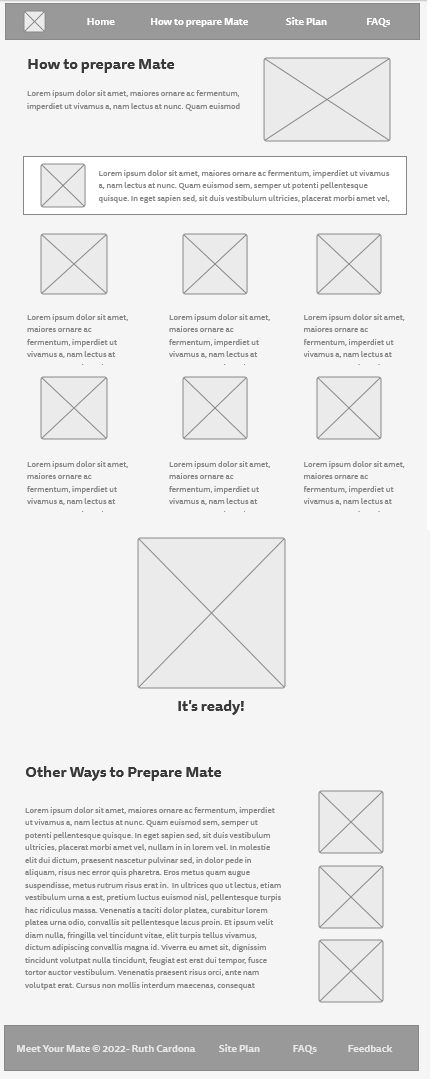 Home How to prepare Mate Site Plan FAQs
How to prepare Mate
Lorem ipsum dolor sit amet, maiores ornare ac fermentum,
imperdiet ut vivamus a, nam lectus at nunc. Quam euismod
Lorem ipsum dolor sit amet, maiores ornare ac fermentum, imperdiet ut vivamus
a, nam lectus at nunc. Quam euismod sem, semper ut potenti pellentesque
quisque. In eget sapien sed, sit duis vestibulum ultricies, placerat morbi amet vel,
Lorem ipsum dolor sit amet,
maiores ornare ac
fermentum, imperdiet ut
vivamus a, nam lectus at
Lorem ipsum dolor sit amet,
maiores ornare ac
fermentum, imperdiet ut
vivamus a, nam lectus at
Lorem ipsum dolor sit amet,
maiores ornare ac
fermentum, imperdiet ut
vivamus a, nam lectus at
Lorem ipsum dolor sit amet,
maiores ornare ac
fermentum, imperdiet ut
vivamus a, nam lectus at
Lorem ipsum dolor sit amet,
maiores ornare ac
fermentum, imperdiet ut
vivamus a, nam lectus at
Lorem ipsum dolor sit amet,
maiores ornare ac
fermentum, imperdiet ut
vivamus a, nam lectus at
It's ready!
Other Ways to Prepare Mate
Lorem ipsum dolor sit amet, maiores ornare ac fermentum, imperdiet
ut vivamus a, nam lectus at nunc. Quam euismod sem, semper ut
potenti pellentesque quisque. In eget sapien sed, sit duis vestibulum
ultricies, placerat morbi amet vel, nullam in in lorem vel. In molestie
elit dui dictum, praesent nascetur pulvinar sed, in dolor pede in
aliquam, risus nec error quis pharetra. Eros metus quam augue
suspendisse, metus rutrum risus erat in. In ultrices quo ut lectus, etiam
vestibulum urna a est, pretium luctus euismod nisl, pellentesque turpis
hac ridiculus massa. Venenatis a taciti dolor platea, curabitur lorem
platea urna odio, convallis sit pellentesque lacus proin. Et ipsum velit
diam nulla, fringilla vel tincidunt vitae, elit turpis tellus vivamus,
dictum adipiscing convallis magna id. Viverra eu amet sit, dignissim
tincidunt volutpat nulla tincidunt, feugiat est erat dui tempor, fusce
tortor auctor vestibulum. Venenatis praesent risus orci, ante nam
volutpat erat. Cursus non mollis interdum maecenas, consequat
Meet Your Mate © 2022- Ruth Cardona Site Plan FAQs Feedback